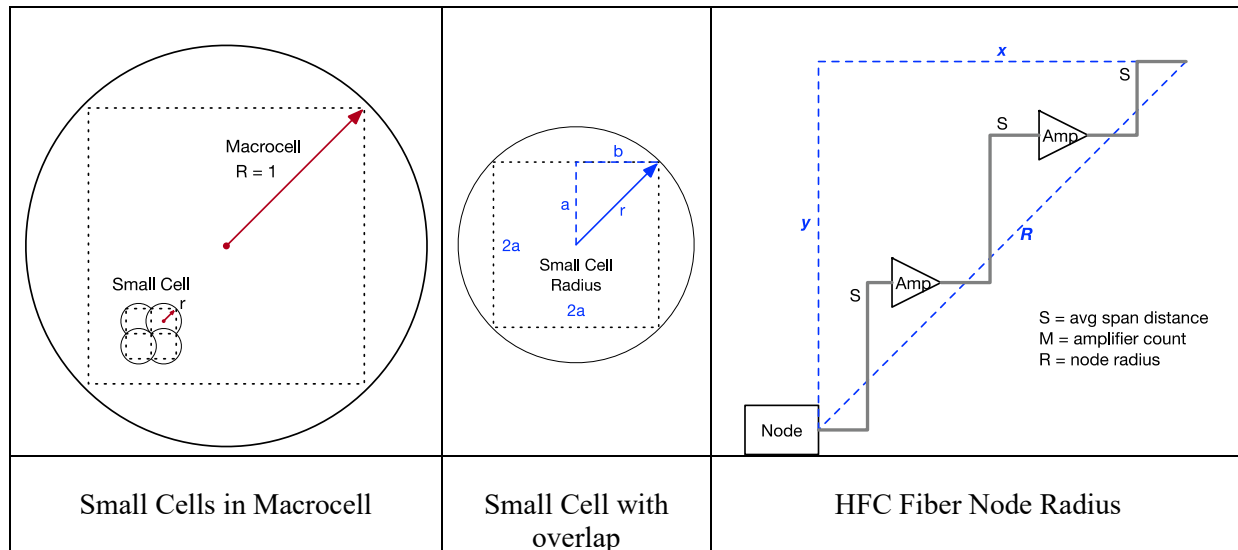 Macrocell
R = 1
Small Cell
r
Small Cells in Macrocell
b
a
r
2a
Small Cell
Radius
2a
Small Cell with
overlap
x
S
S
Amp
y
R
Amp
S
S = avg span distance
M = amplifier count
R = node radius
Node
HFC Fiber Node Radius